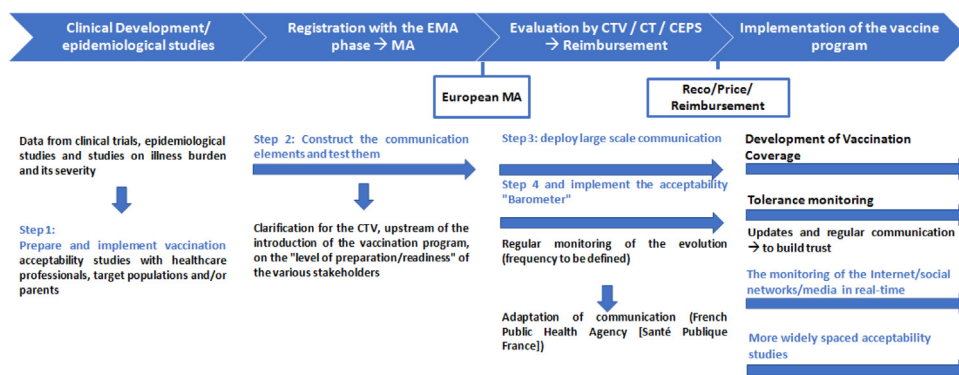 Clinical Development/
epidemiological studies
Registration with the EMA
phase → MA
Evaluation by CTV / CT / CEPS
→ Reimbursement
Implementation of the vaccine
program
European MA
Reco/Price/
Reimbursement
Data from clinical trials, epidemiological
studies and studies on illness burden
and its severity
Step 1:
Prepare and implement vaccination
acceptability studies with healthcare
professionals, target populations and/or
parents
Step 2: Construct the communication
elements and test them
Clarification for the CTV, upstream of the
introduction of the vaccination program,
on the "level of preparation/readiness" of
the various stakeholders
Step 3: deploy large scale communication
Step 4 and implement the acceptability
"Barometer"
Regular monitoring of the evolution
(frequency to be defined)
Adaptation of communication (French
Public Health Agency [Santé Publique
France])
Development of Vaccination
Coverage
Tolerance monitoring
Updates and regular communication
→ to build trust
The monitoring of the Internet/social
networks/media in real-time
More widely spaced acceptability
studies